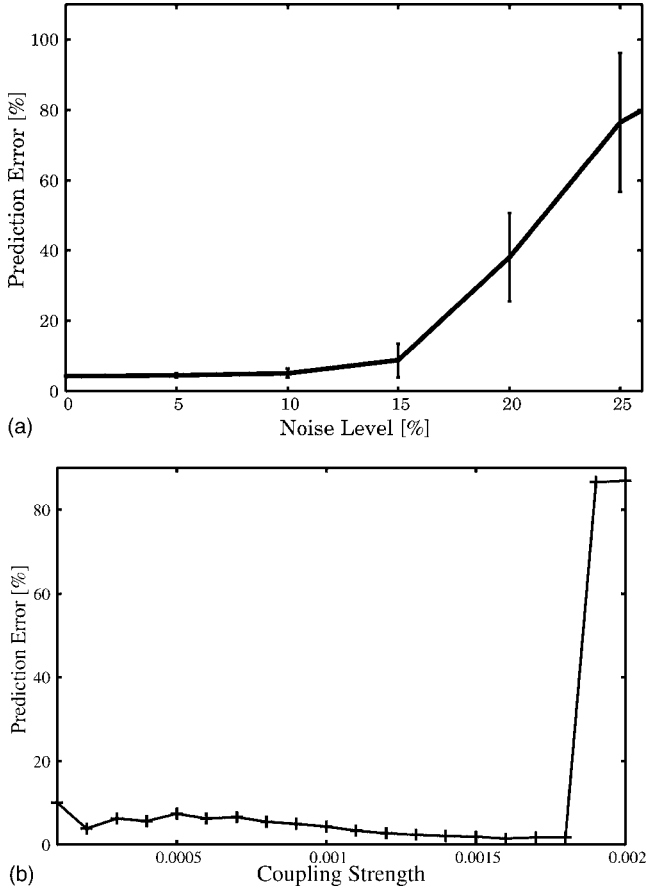 100
80
60
40
20
0
Prediction Error [%]
0 5 10 15 20 25
Noise Level [%]
(a)
80
60
40
20
0
Prediction Error [%]
0.0005 0.001 0.0015 0.002
Coupling Strength
(b)